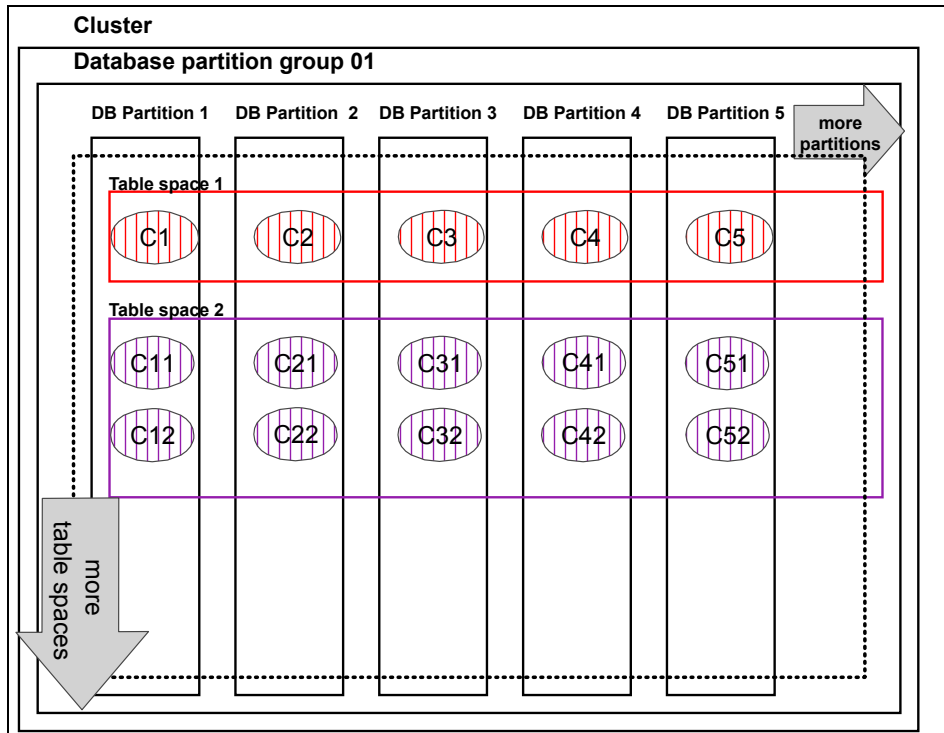 Cluster
Database partition group 01
DB Partition 1
DB Partition 2
DB Partition 3
DB Partition 4
DB Partition 5
more
partitions
Table space 1
C1
C2
C3
C4
C5
Table space 2
C11
C21
C31
C41
C51
C12
C22
C32
C42
C52
more
table spaces